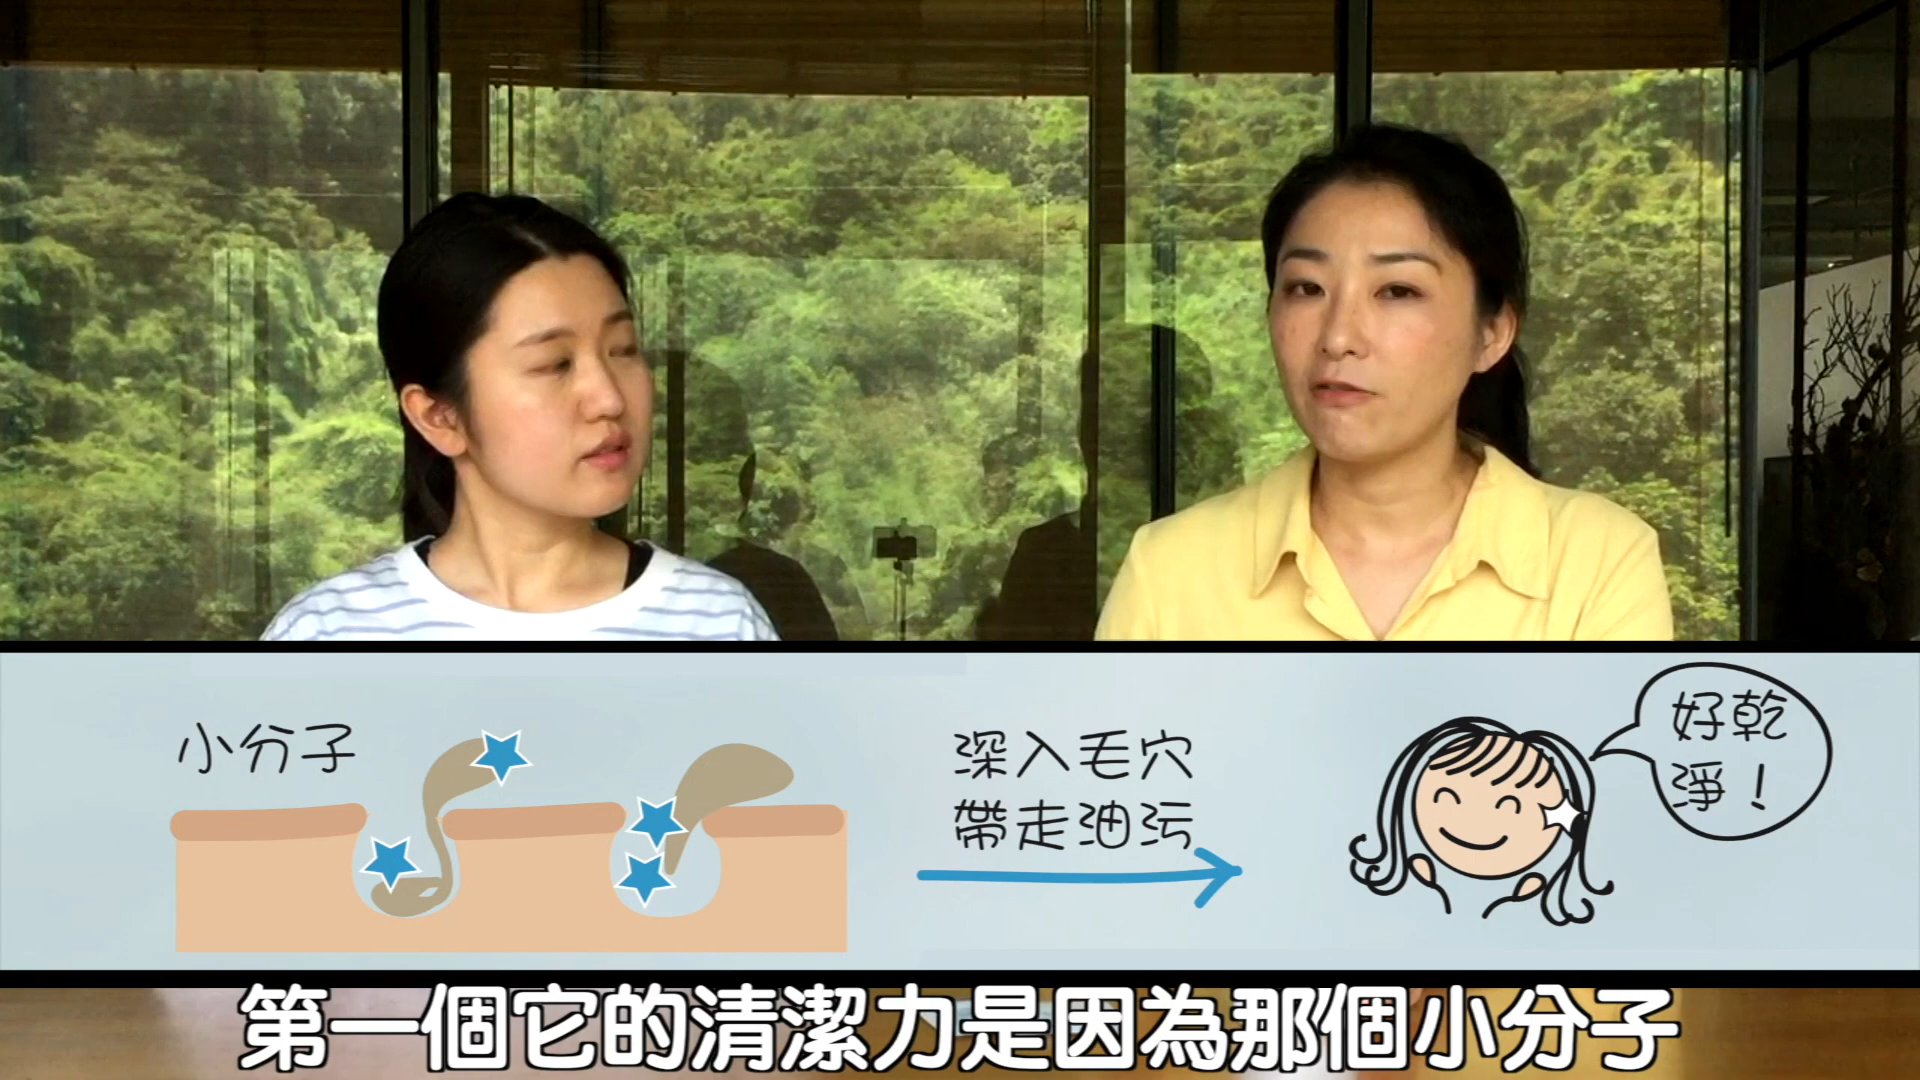 小分子
深入毛穴
帶走油污
好乾
淨！
第一個它的清潔力是因為那個小分子